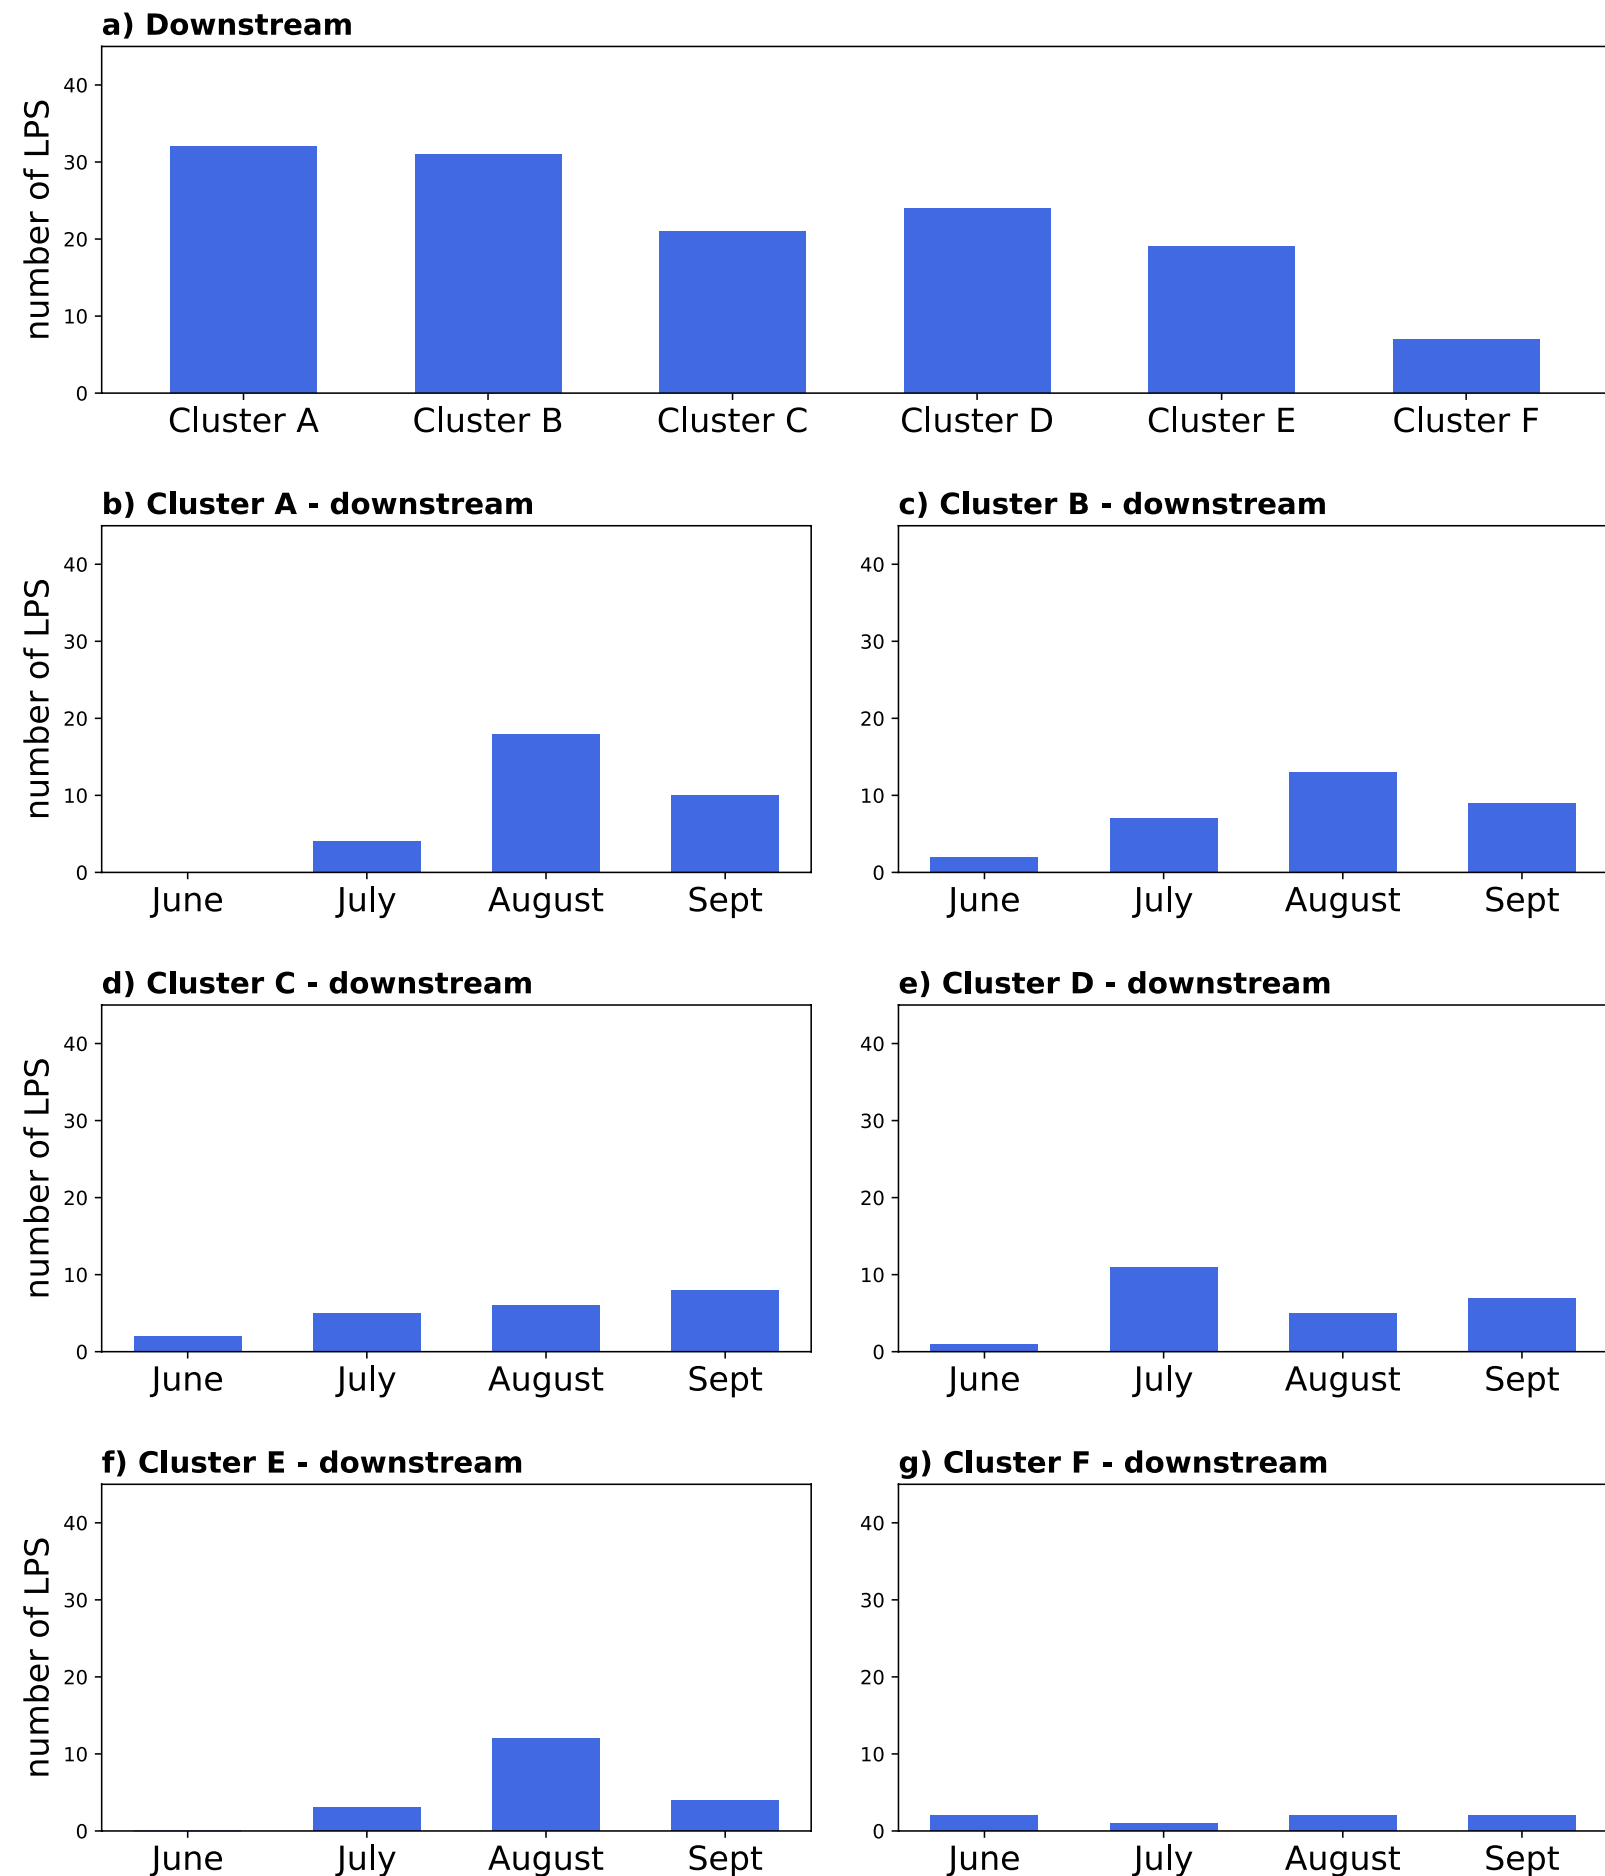 a) Downstream
number of LPS
40
30
20
10
0
Cluster A Cluster B Cluster C Cluster D Cluster E Cluster F
b) Cluster A - downstream
number of LPS
40
30
20
10
0
June July August Sept
c) Cluster B - downstream
40
30
20
10
0
June July August Sept
d) Cluster C - downstream
number of LPS
40
30
20
10
0
June July August Sept
e) Cluster D - downstream
40
30
20
10
0
June July August Sept
f) Cluster E - downstream
number of LPS
40
30
20
10
0
June July August Sept
g) Cluster F - downstream
40
30
20
10
0
June July August Sept